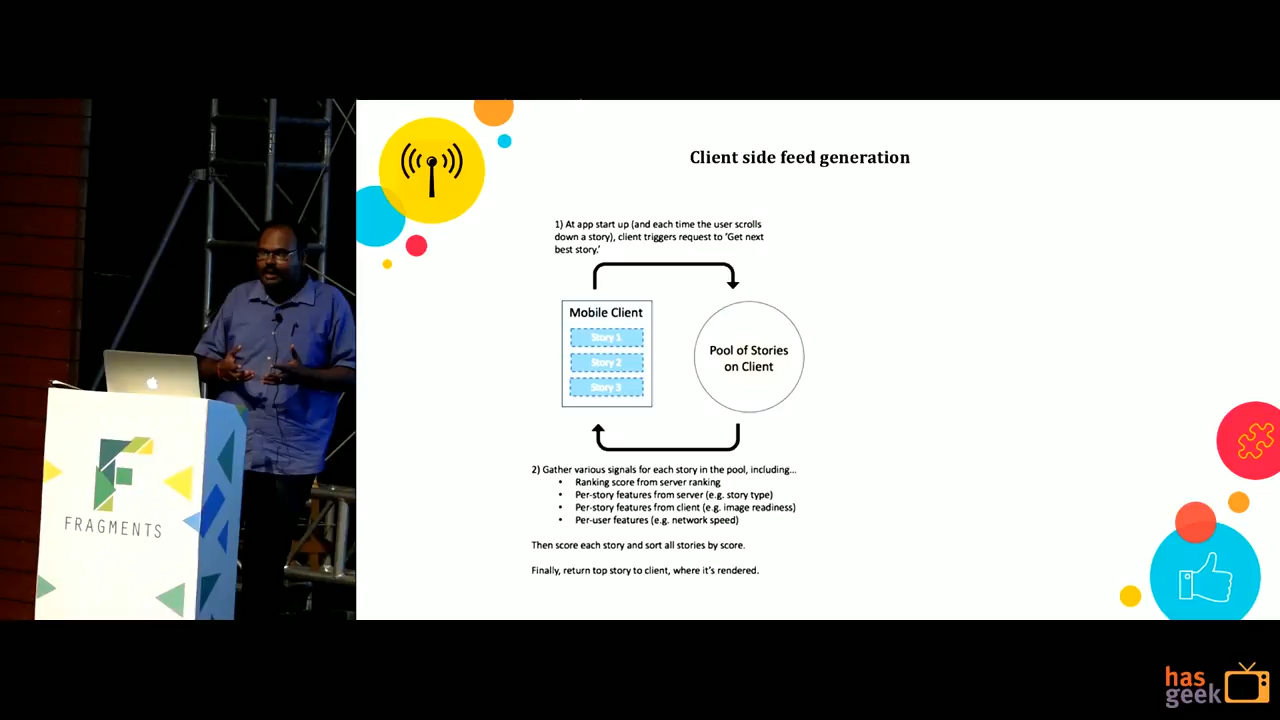 Client side feed generation
1) At app start up (and each time the user scrolls
down a story), client triggers request to 'Get next
best story.'
Mobile Client
Story 1
Story 2
Story 3
Pool of Stories
on Client
2) Gather various signals for each story in the pool, including...
• Ranking score from server ranking
• Per-story features from server (e.g. story type)
• Per-story features from client (e.g. image readiness)
• Per-user features (e.g. network speed)
Then score each story and sort all stories by score.
Finally, return top story to client, where it's rendered.
FRAGMENTS
has
geek